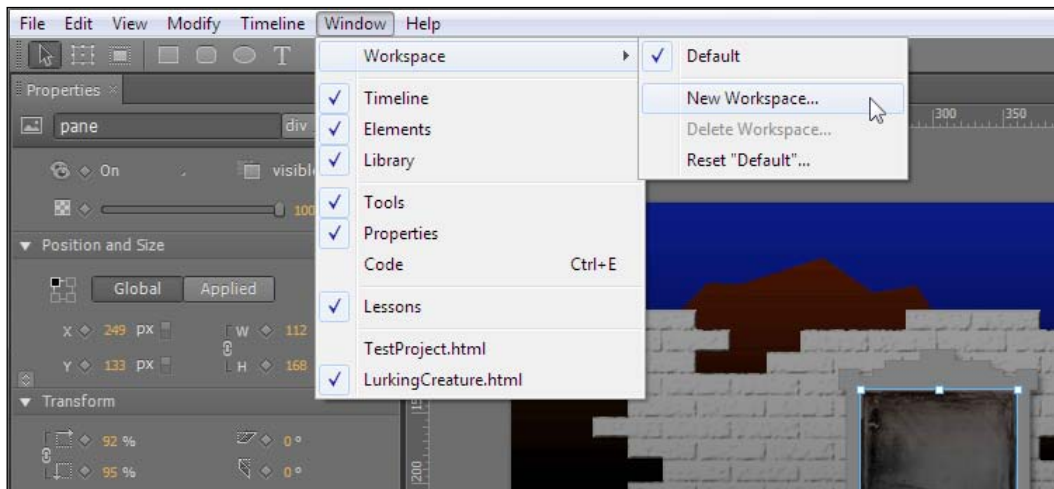 File Edit View Modify Timeline Window Help
T
Workspace
Default
Properties
Timeline
New Workspace...
300 350
pane
div
Elements
Delete Workspace...
On
Library
Reset "Default"...
100
Tools
Position and Size
Properties
Code Ctrl+E
Global Applied
Lessons
X 249 px W 112
TestProject.html
Y 133 px H 168
LurkingCreature.html
Transform
92 % 0°
95 % 0°
200